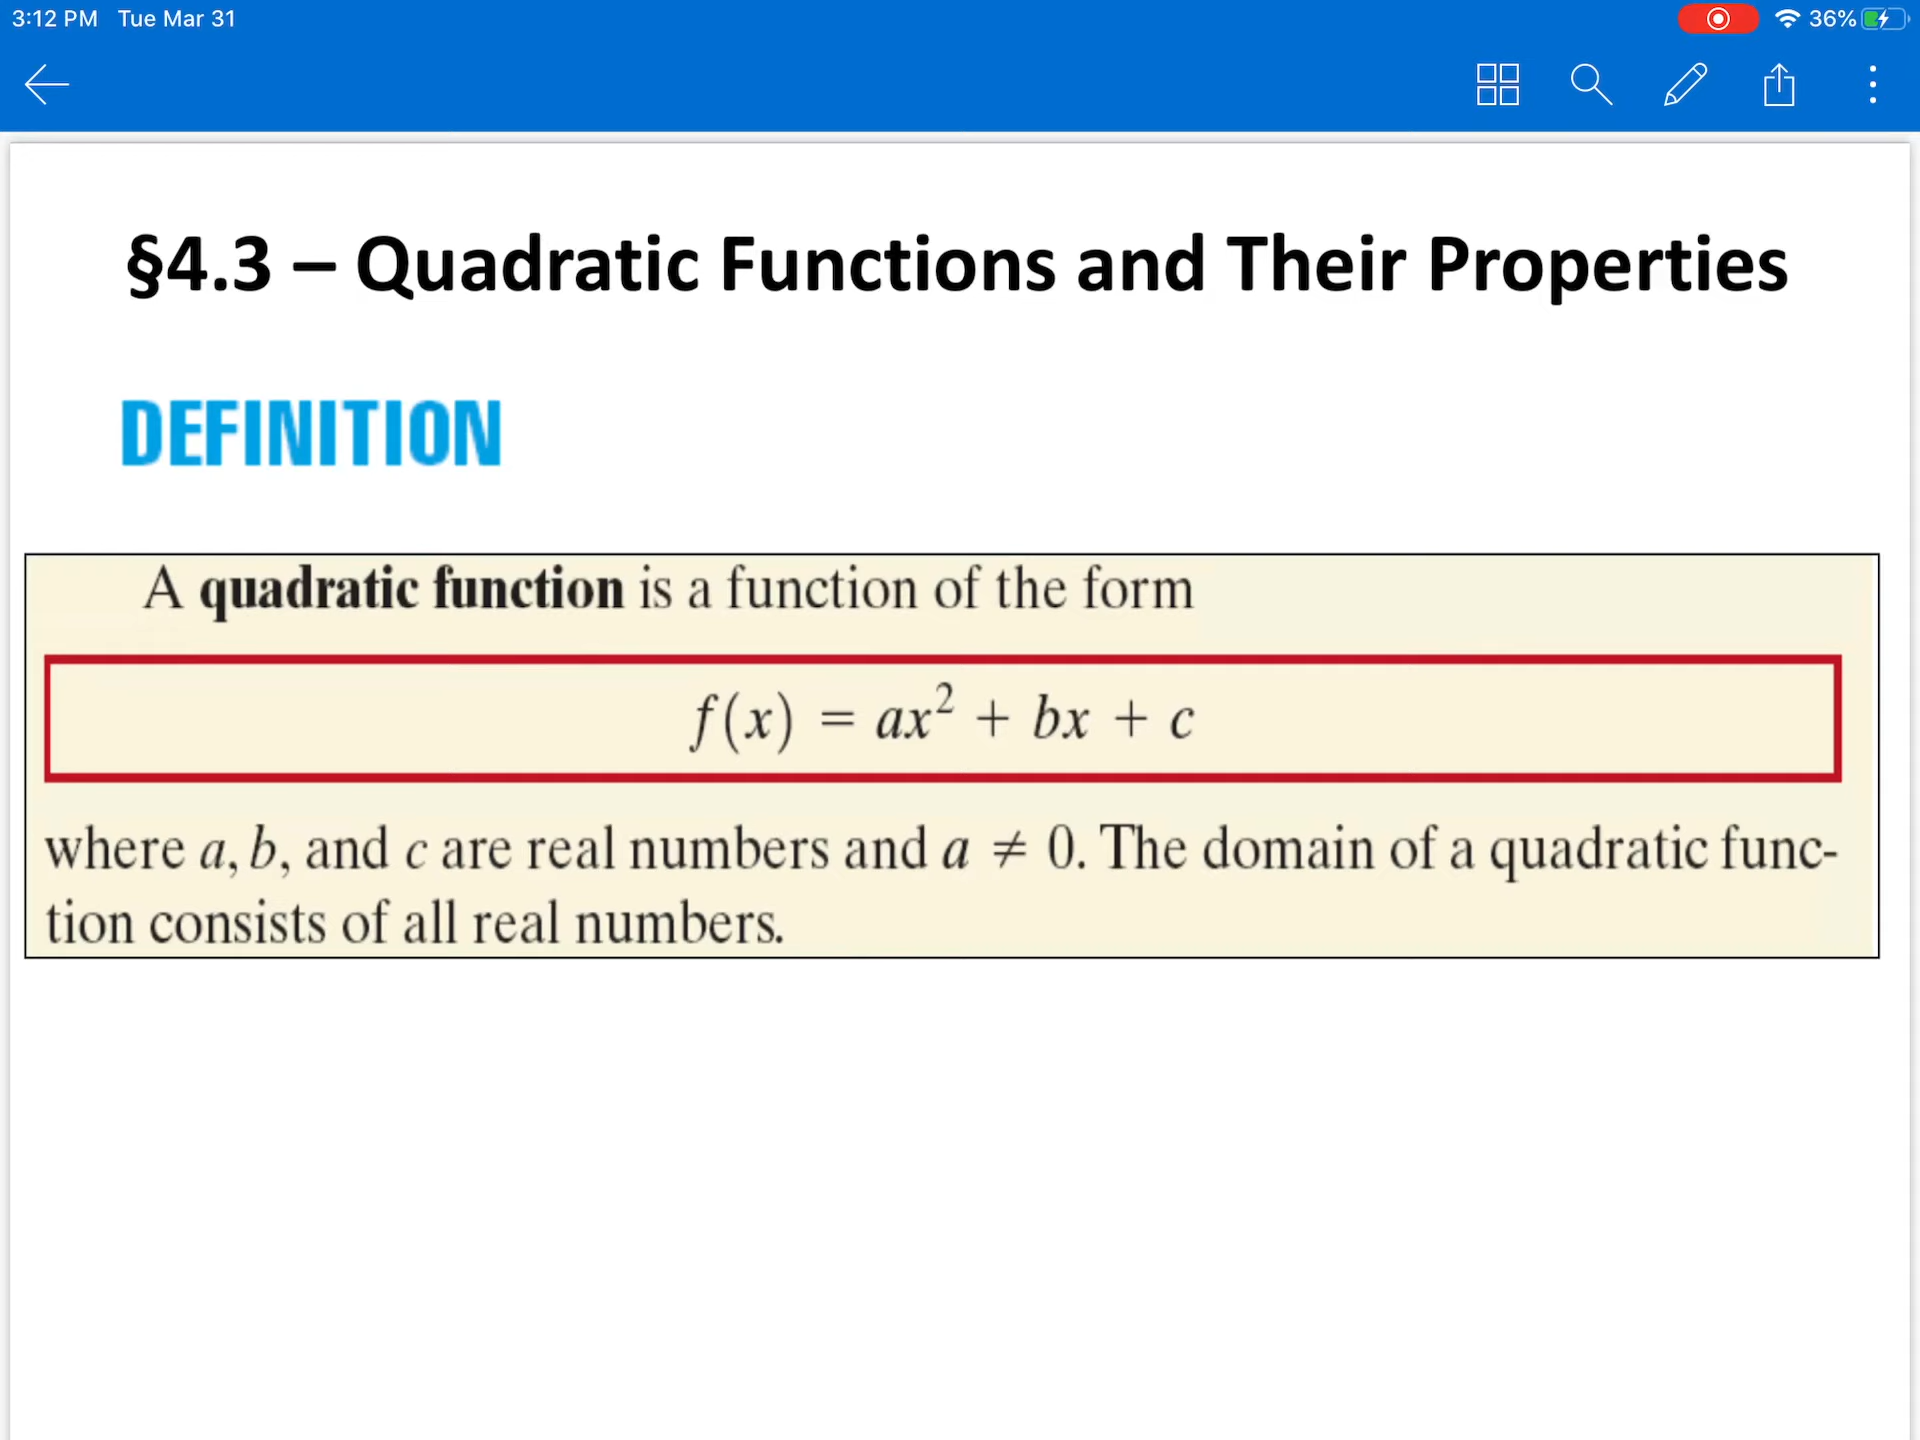 3:12 PM Tue Mar 31
36%
§4.3 – Quadratic Functions and Their Properties
DEFINITION
A quadratic function is a function of the form
f(x) = ax² + bx + c
where a, b, and c are real numbers and a ≠ 0. The domain of a quadratic func-
tion consists of all real numbers.